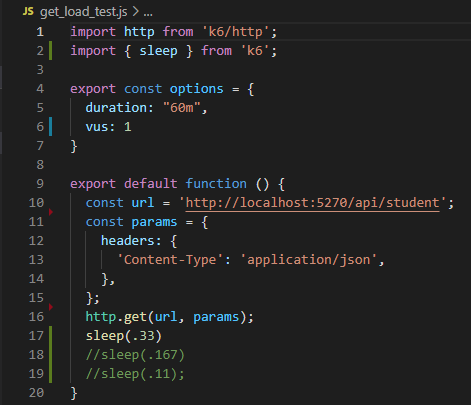 JS get_load_test.js > ...
1 import http from 'k6/http';
2 import { sleep } from 'k6';
3
4 export const options = {
5   duration: "60m",
6   vus: 1
7 }
8
9 export default function () {
10   const url = 'http://localhost:5270/api/student';
11   const params = {
12     headers: {
13       'Content-Type': 'application/json',
14     },
15   };
16   http.get(url, params);
17   sleep(.33)
18   //sleep(.167)
19   //sleep(.11);
20 }